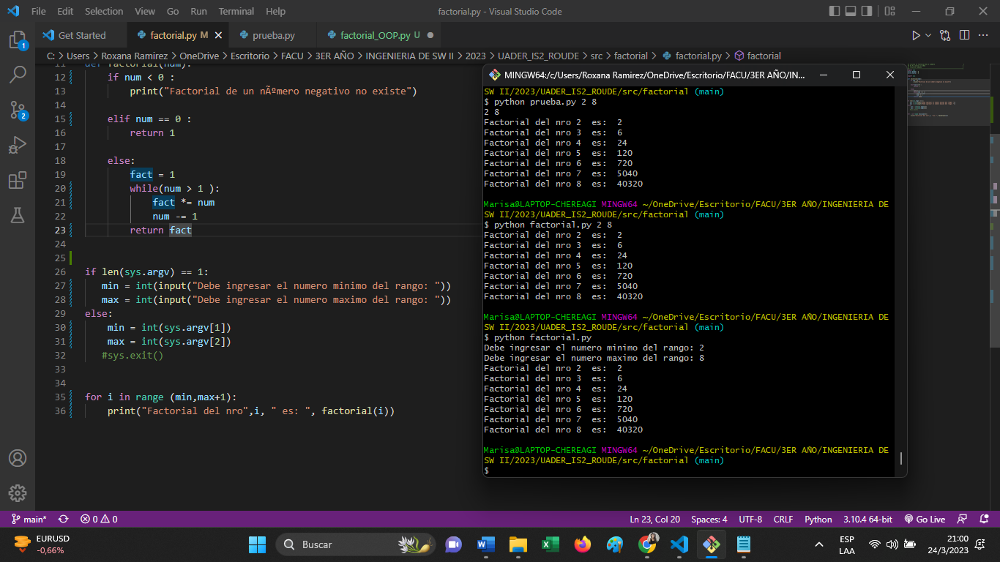 File Edit Selection View Go Run Terminal Help factorial.py - Visual Studio Code
Get Started factorial.py M prueba.py factorial_OOP.py U
C: > Users > Roxana Ramirez > OneDrive > Escritorio > FACU > 3ER AÑO > INGENIERIA DE SW II > 2023 > UADER_IS2_ROUDE > src > factorial > factorial.py > factorial
1
2
11 def factorial(num):
12 if num < 0 :
13 print("Factorial de un nÃºmero negativo no existe")
14
15 elif num == 0 :
16 return 1
17
18 else:
19 fact = 1
20 while(num > 1 ):
21 fact *= num
22 num -= 1
23 return fact
24
25
26 if len(sys.argv) == 1:
27 min = int(input("Debe ingresar el numero minimo del rango: "))
28 max = int(input("Debe ingresar el numero maximo del rango: "))
29 else:
30 min = int(sys.argv[1])
31 max = int(sys.argv[2])
32 #sys.exit()
33
34
35 for i in range (min,max+1):
36 print("Factorial del nro",i, " es: ", factorial(i))
MINGW64:/c/Users/Roxana Ramirez/OneDrive/Escritorio/FACU/3ER AÑO/IN...
SW II/2023/UADER_IS2_ROUDE/src/factorial (main)
$ python prueba.py 2 8
2 8
Factorial del nro 2  es:  2
Factorial del nro 3  es:  6
Factorial del nro 4  es:  24
Factorial del nro 5  es:  120
Factorial del nro 6  es:  720
Factorial del nro 7  es:  5040
Factorial del nro 8  es:  40320
Marisa@LAPTOP-CHEREAGI MINGW64 ~/OneDrive/Escritorio/FACU/3ER AÑO/INGENIERIA DE
SW II/2023/UADER_IS2_ROUDE/src/factorial (main)
$ python factorial.py 2 8
Factorial del nro 2  es:  2
Factorial del nro 3  es:  6
Factorial del nro 4  es:  24
Factorial del nro 5  es:  120
Factorial del nro 6  es:  720
Factorial del nro 7  es:  5040
Factorial del nro 8  es:  40320
Marisa@LAPTOP-CHEREAGI MINGW64 ~/OneDrive/Escritorio/FACU/3ER AÑO/INGENIERIA DE
SW II/2023/UADER_IS2_ROUDE/src/factorial (main)
$ python factorial.py
Debe ingresar el numero minimo del rango: 2
Debe ingresar el numero maximo del rango: 8
Factorial del nro 2  es:  2
Factorial del nro 3  es:  6
Factorial del nro 4  es:  24
Factorial del nro 5  es:  120
Factorial del nro 6  es:  720
Factorial del nro 7  es:  5040
Factorial del nro 8  es:  40320
Marisa@LAPTOP-CHEREAGI MINGW64 ~/OneDrive/Escritorio/FACU/3ER AÑO/INGENIERIA DE
SW II/2023/UADER_IS2_ROUDE/src/factorial (main)
$
main* 0 0 Ln 23, Col 20 Spaces: 4 UTF-8 CRLF Python 3.10.4 64-bit Go Live
EURUSD
-0,66%
Buscar
ESP
LAA
21:00
24/3/2023